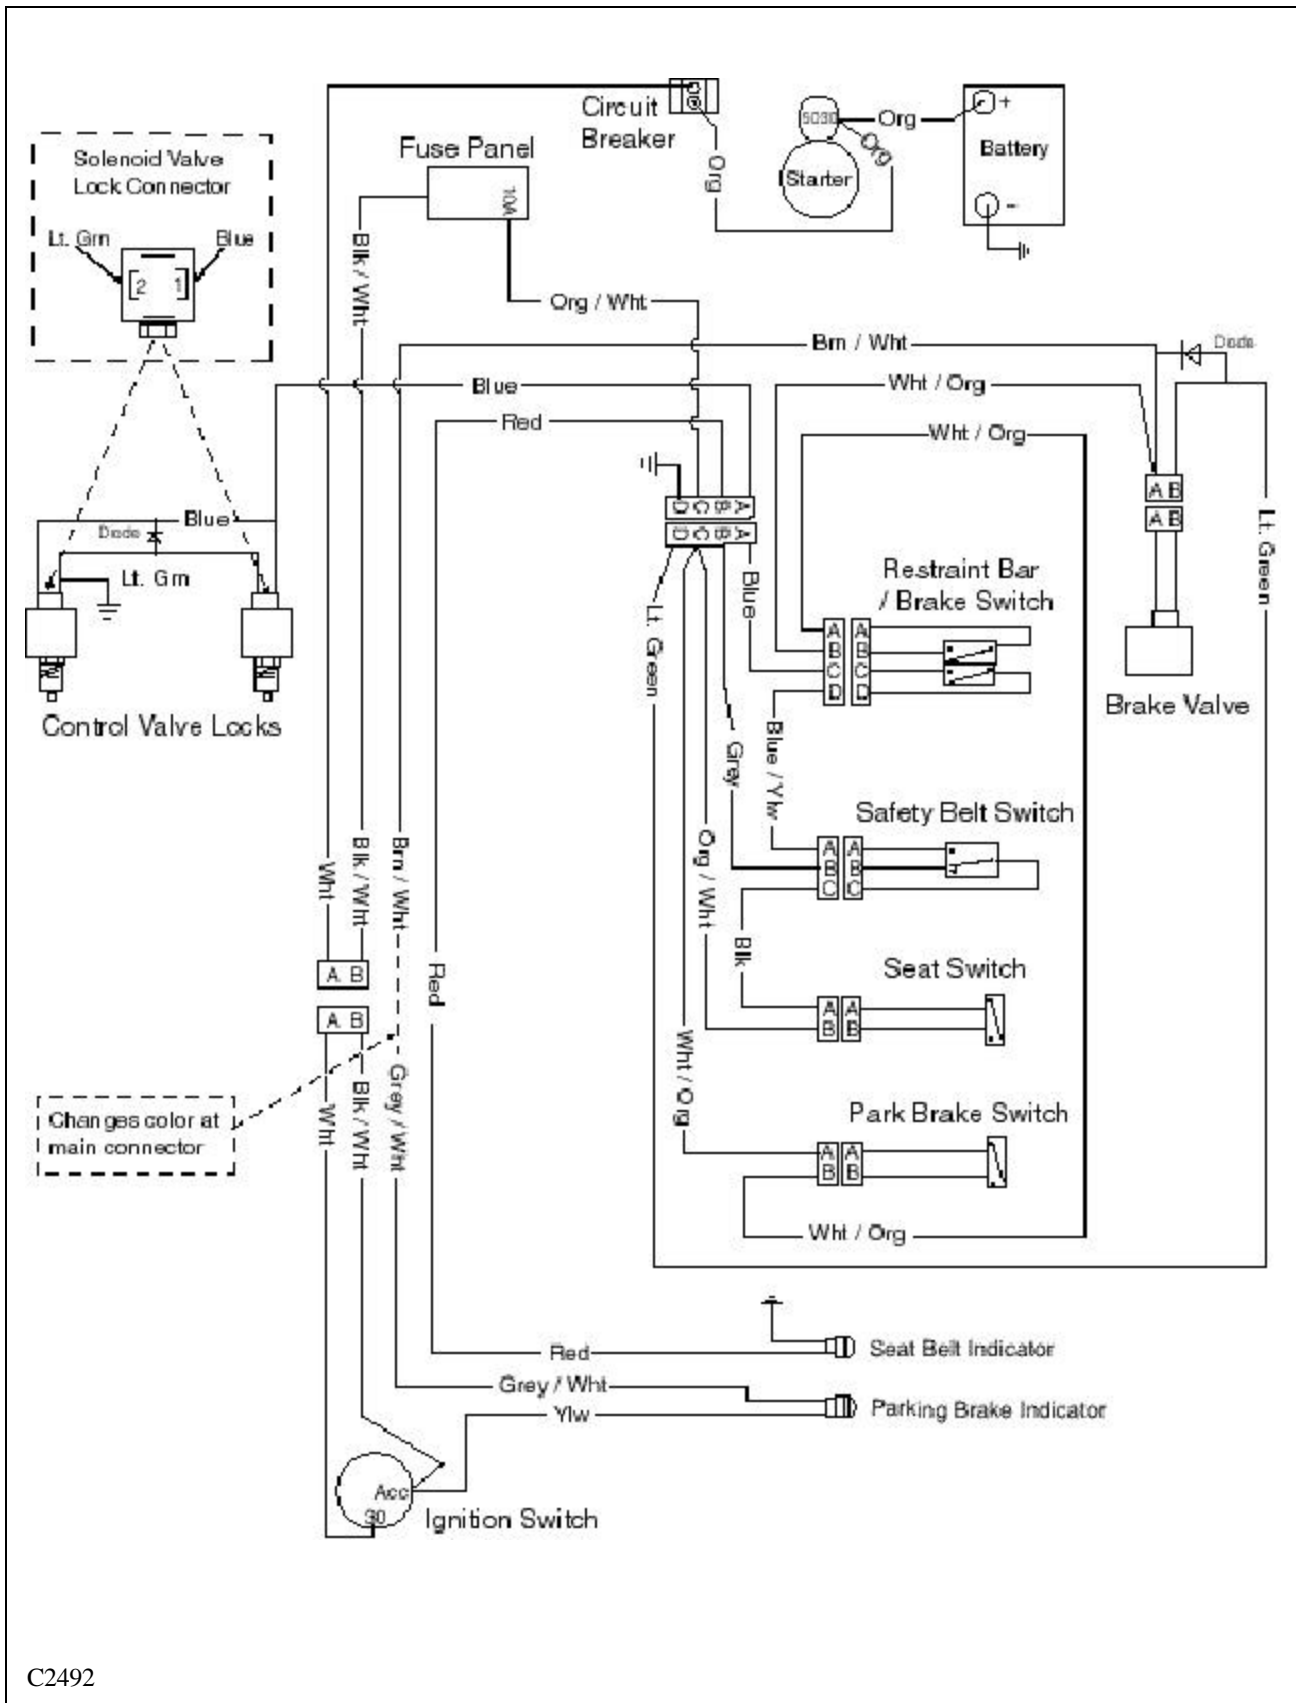 Circuit
Breaker
Org
5030
Starter
Org
Org
+
Battery
-
Solenoid Valve
Lock Connector
Lt. Grn
Blue
2 1
Fuse Panel
10A
Blk / Wht
Org / Wht
Brn / Wht
Diode
Blue
Wht / Org
Red
Wht / Org
D C B A
D C B A
A B
A B
Blue
Diode
Lt. Grn
Control Valve Locks
Lt. Green
Blue
Restraint Bar
/ Brake Switch
A A
B B
C C
D D
Lt. Green
Brake Valve
Grey
Blue / Ylw
Safety Belt Switch
A A
B B
C C
Wht
Blk / Wht
Brn / Wht
Org / Wht
Blk
Seat Switch
A A
B B
A B
A B
Red
Wht / Org
Changes color at
main connector
Wht
Blk / Wht
Grey / Wht
Park Brake Switch
A A
B B
Wht / Org
Red
Seat Belt Indicator
Grey / Wht
Parking Brake Indicator
Ylw
Acc
30
Ignition Switch
C2492